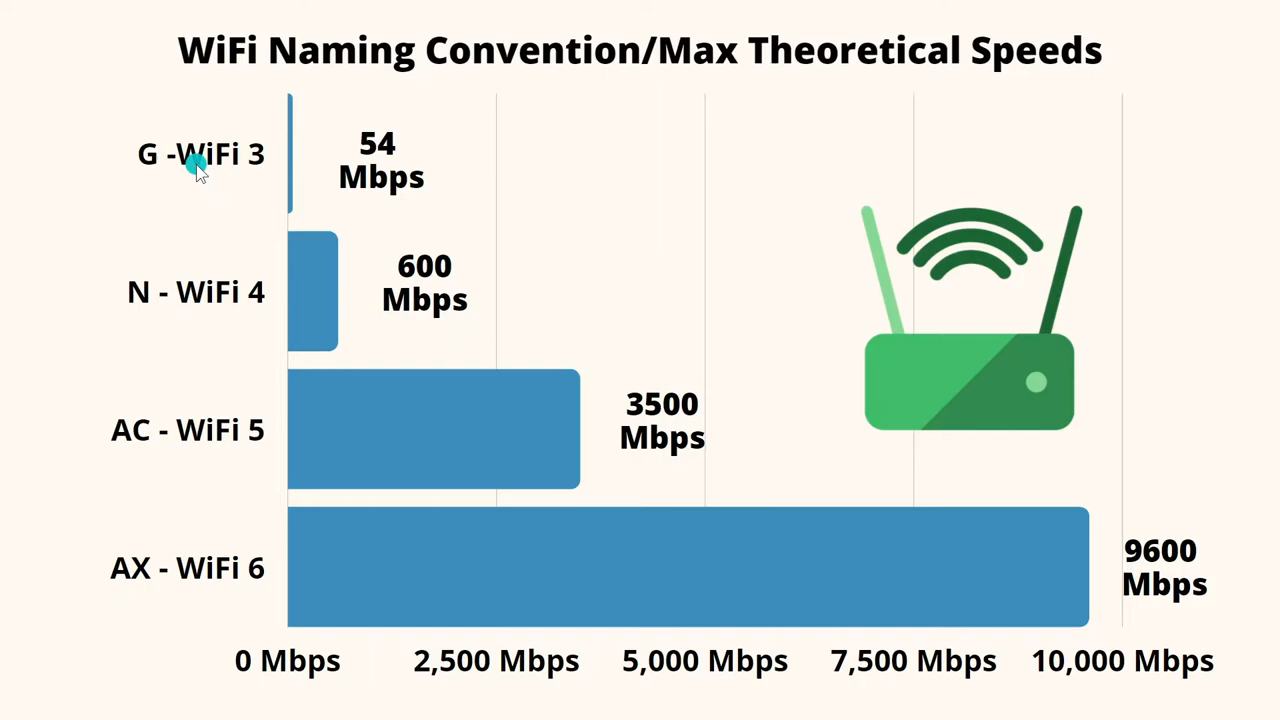 WiFi Naming Convention/Max Theoretical Speeds
G -WiFi 3
54
Mbps
N - WiFi 4
600
Mbps
AC - WiFi 5
3500
Mbps
AX - WiFi 6
9600
Mbps
0 Mbps
2,500 Mbps
5,000 Mbps
7,500 Mbps
10,000 Mbps